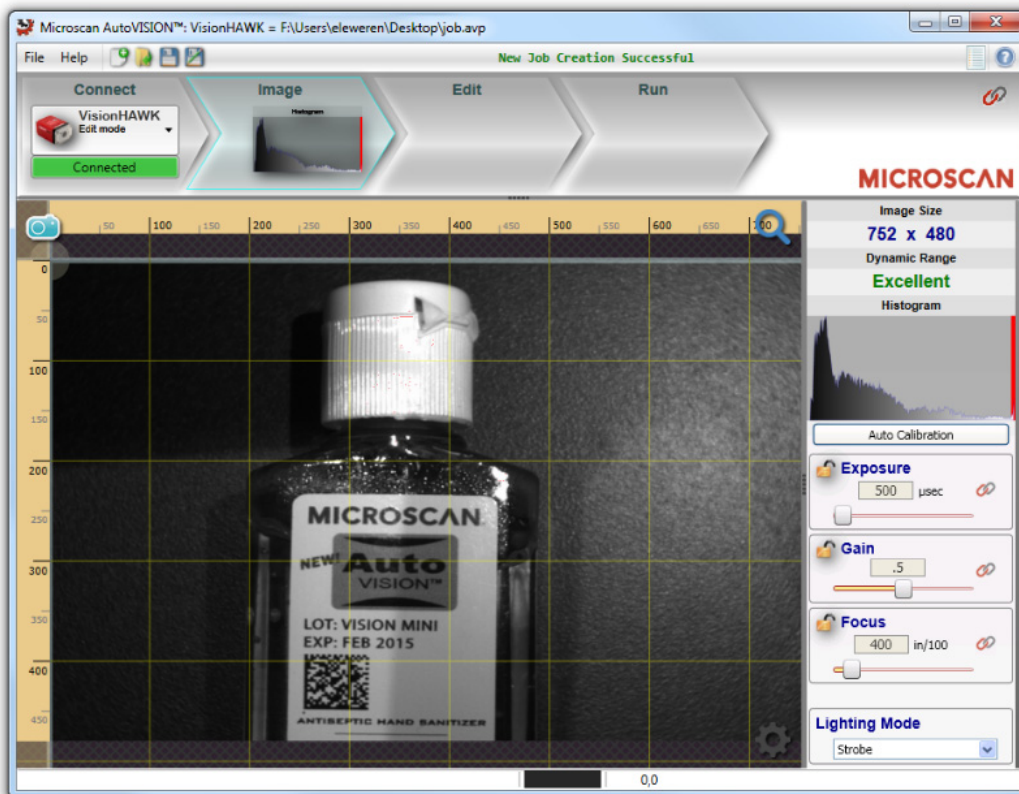 Microscan AutoVISION™: VisionHAWK = F:\Users\eleweren\Desktop\job.avp
File Help New Job Creation Successful
Connect Image Edit Run
VisionHAWK
Edit mode
Connected
Histogram
MICROSCAN
50 100 150 200 250 300 350 400 450 500 550 600 650 700
0
50
100
150
200
250
300
350
400
450
MICROSCAN
NEW! Auto
VISION™
LOT: VISION MINI
EXP: FEB 2015
ANTISEPTIC HAND SANITIZER
Image Size
752 x 480
Dynamic Range
Excellent
Histogram
Auto Calibration
Exposure
500 µsec
Gain
.5
Focus
400 in/100
Lighting Mode
Strobe
0,0